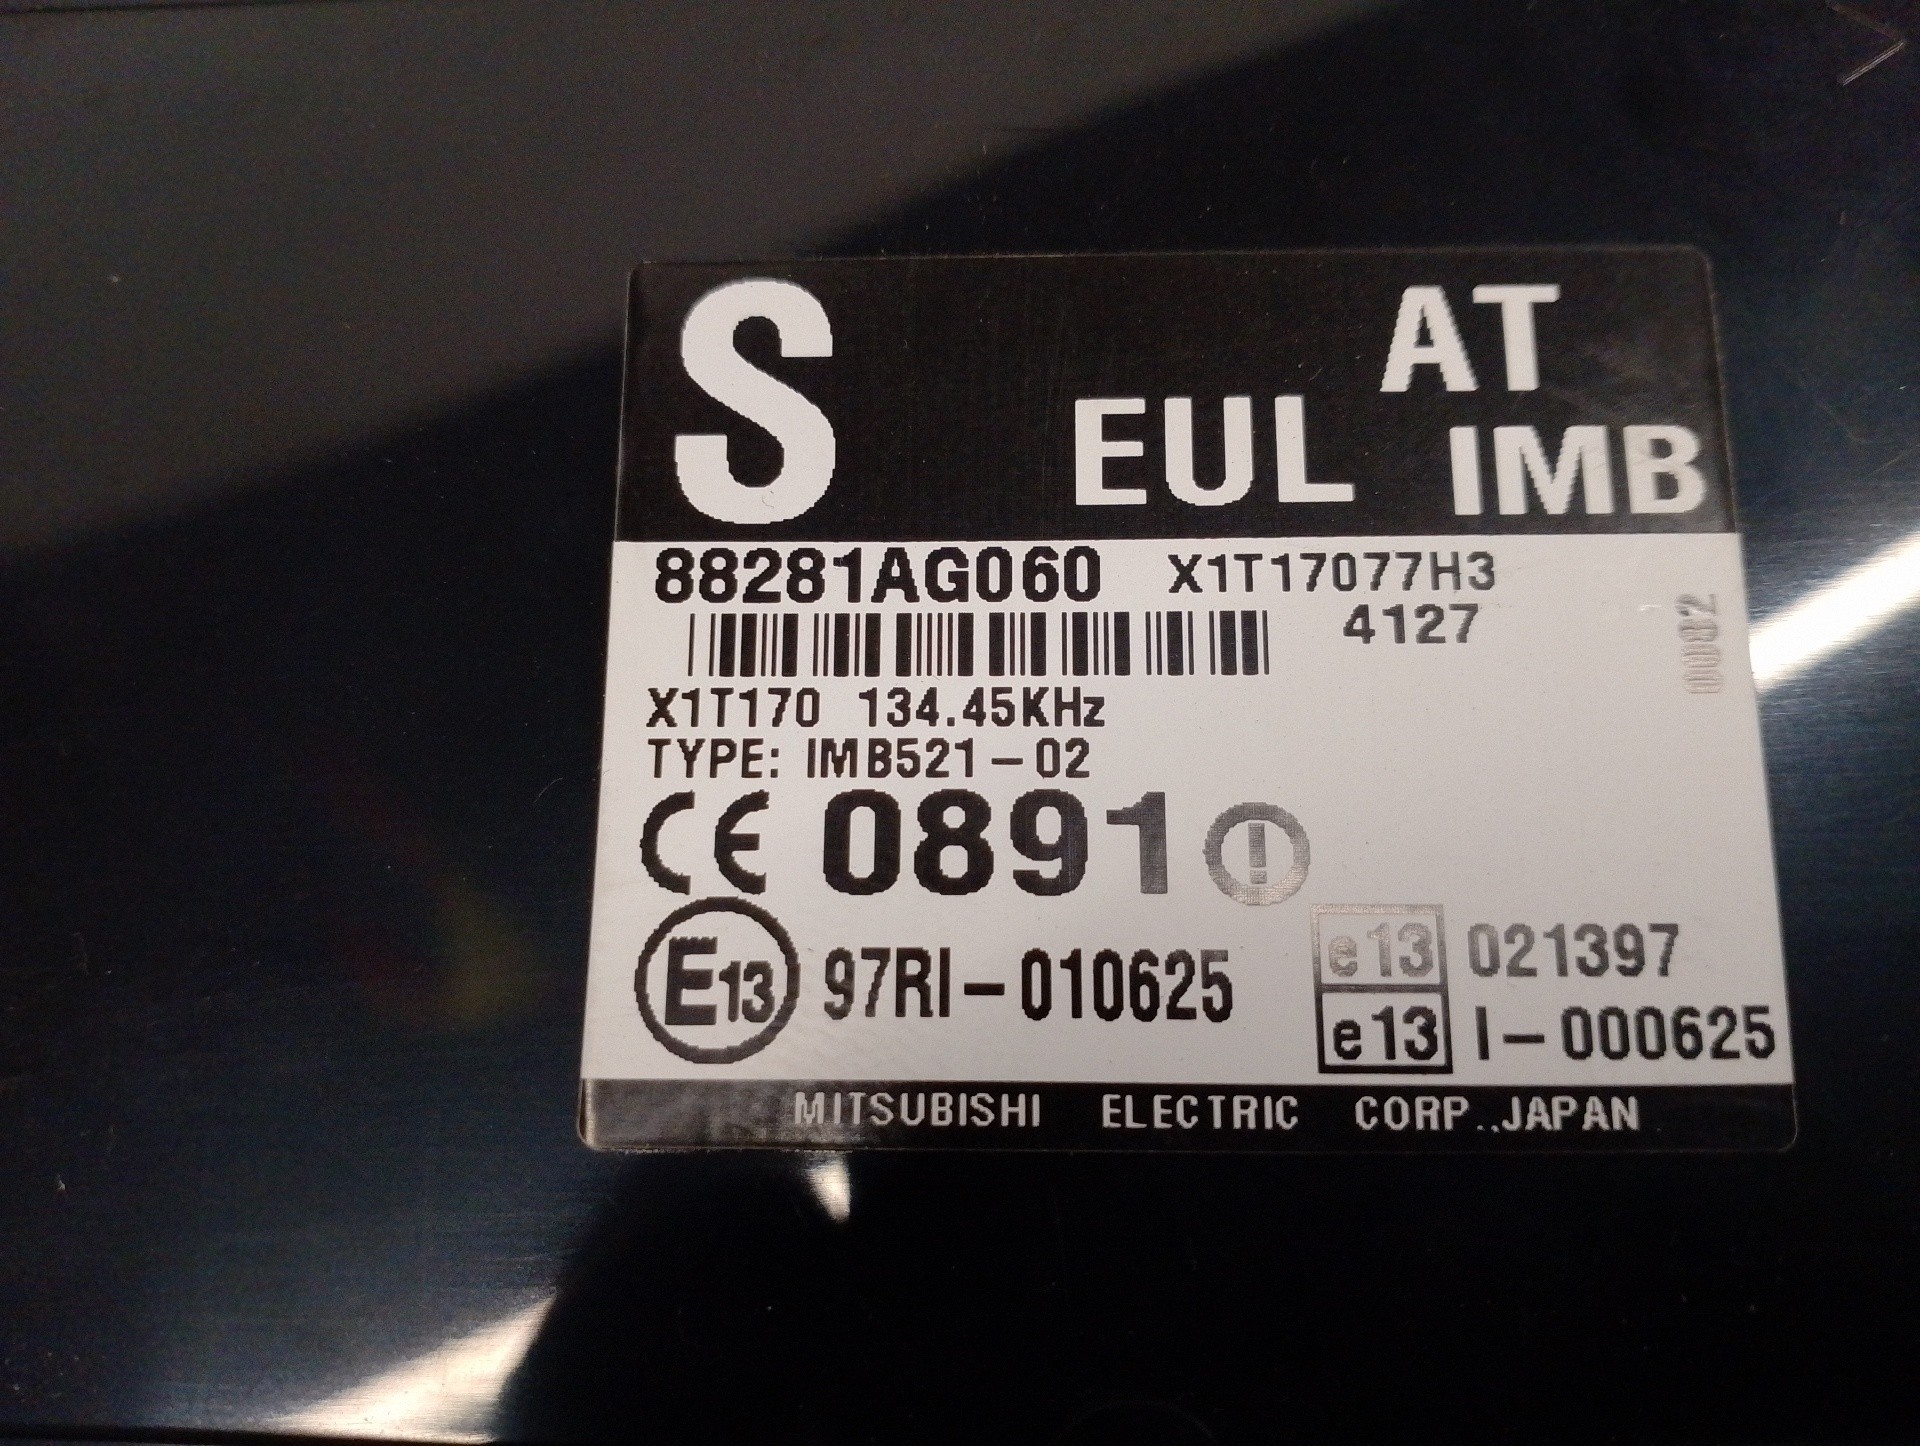 S EUL AT
IMB
88281AG060 X1T17077H3
4127
0082
X1T170 134.45KHz
TYPE: IMB521-02
CE 0891 !
E13 97RI-010625
e13 021397
e13 I-000625
MITSUBISHI ELECTRIC CORP.,JAPAN